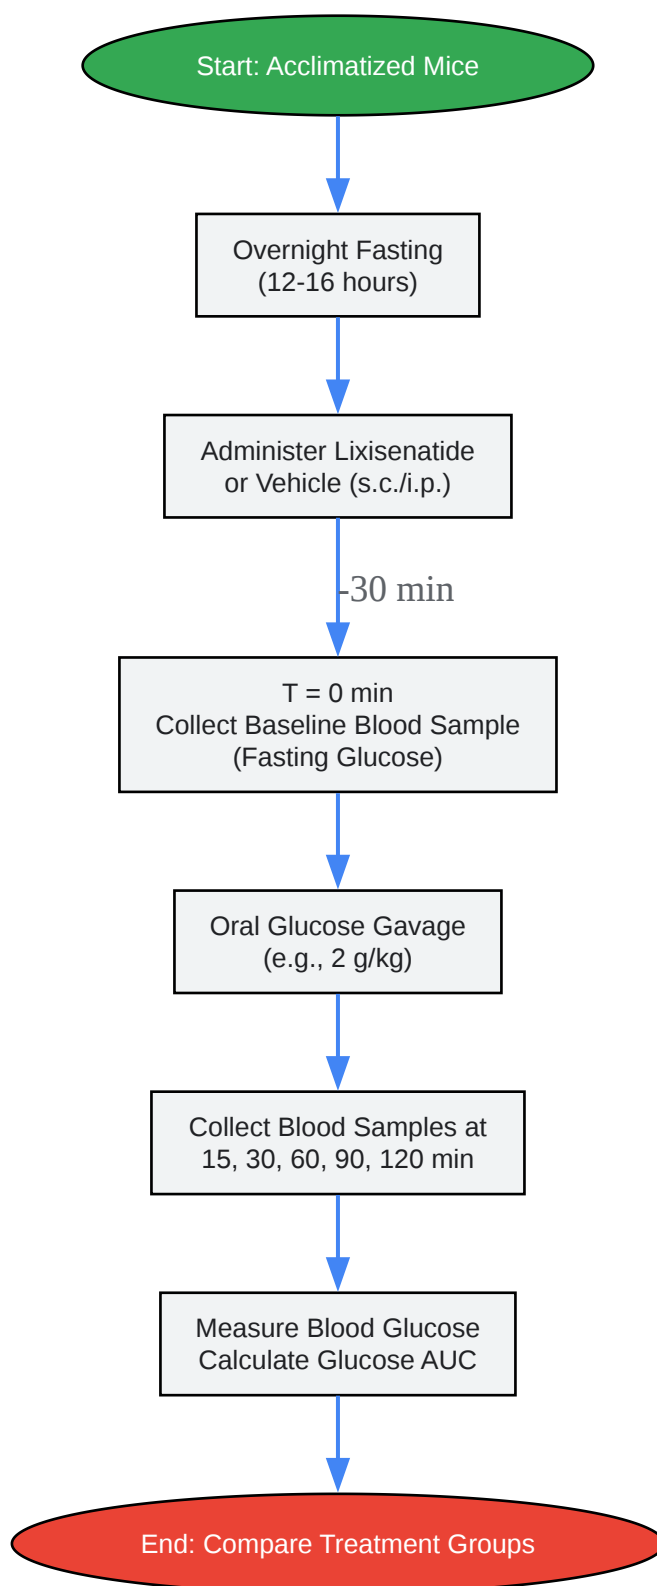 Start: Acclimatized Mice
Overnight Fasting
(12-16 hours)
Administer Lixisenatide
or Vehicle (s.c./i.p.)
-30 min
T = 0 min
Collect Baseline Blood Sample
(Fasting Glucose)
Oral Glucose Gavage
(e.g., 2 g/kg)
Collect Blood Samples at
15, 30, 60, 90, 120 min
Measure Blood Glucose
Calculate Glucose AUC
End: Compare Treatment Groups